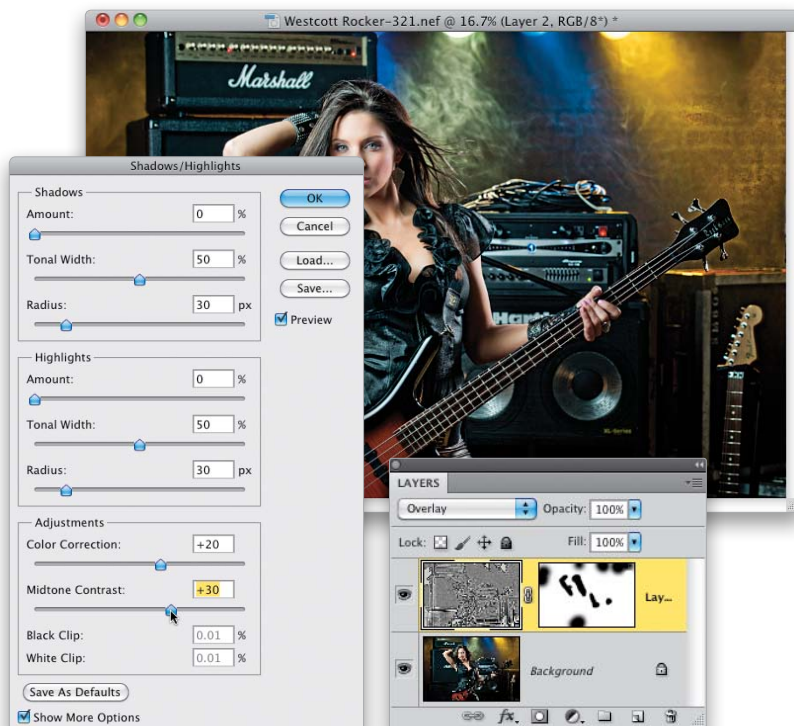 Westcott Rocker-321.nef @ 16.7% (Layer 2, RGB/8*) *
Marshall
Shadows/Highlights
Shadows
Amount: 0 %
Tonal Width: 50 %
Radius: 30 px
OK
Cancel
Load...
Save...
Preview
Highlights
Amount: 0 %
Tonal Width: 50 %
Radius: 30 px
Adjustments
Color Correction: +20
Midtone Contrast: +30
Black Clip: 0.01 %
White Clip: 0.01 %
Save As Defaults
Show More Options
XL-Series
LAYERS
Overlay Opacity: 100%
Lock: Fill: 100%
Lay...
Background
fx.